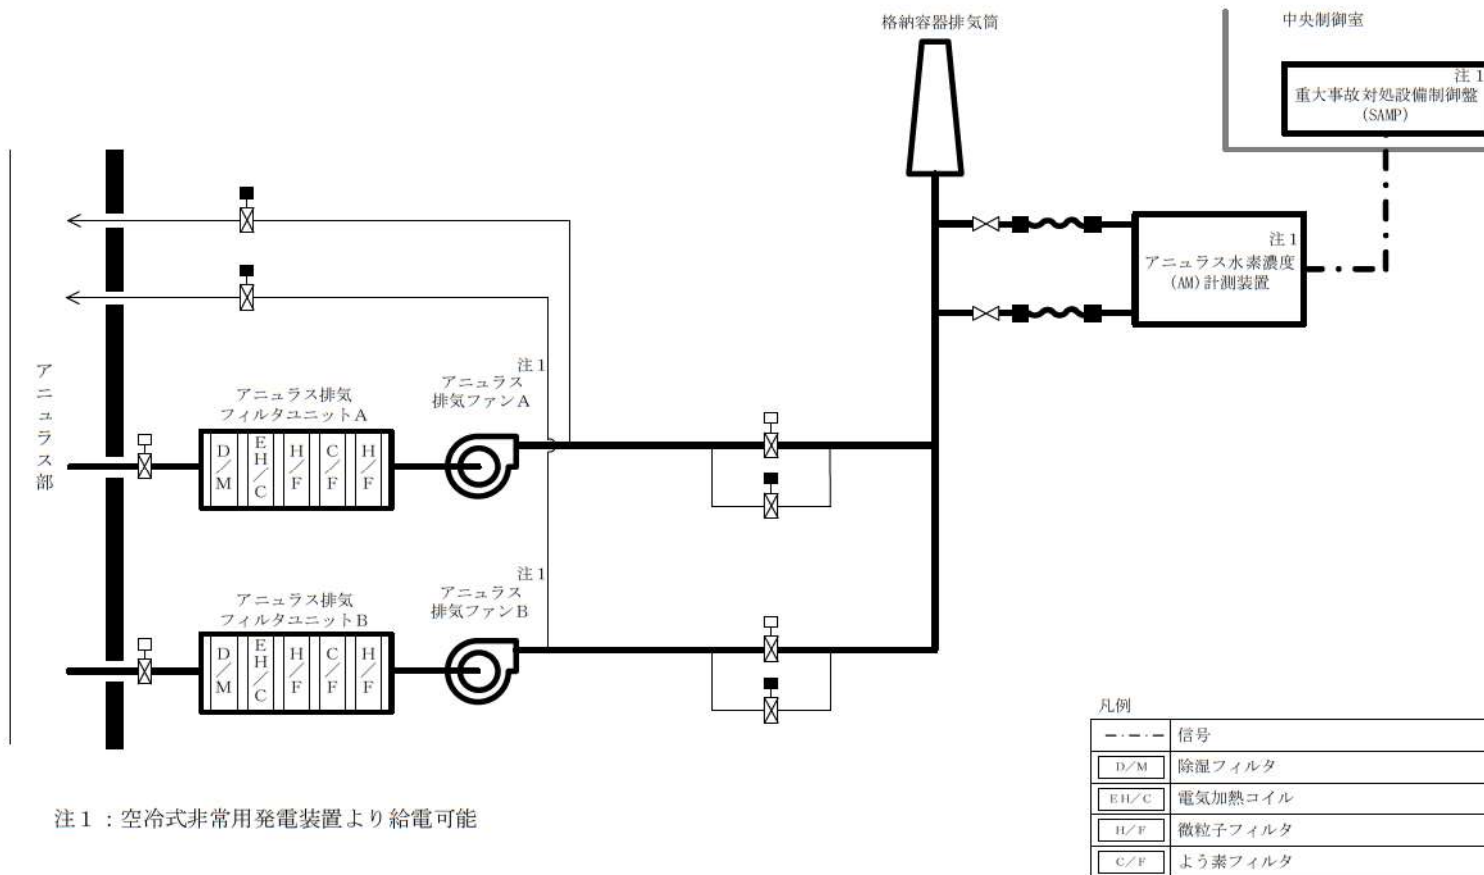 格納容器排気筒
中央制御室
注1
重大事故対処設備制御盤
(SAMP)
注1
アニュラス水素濃度
(AM)計測装置
アニュラス部
アニュラス排気
フィルタユニットA
D/M
EH/C
H/F
C/F
H/F
注1
アニュラス
排気ファンA
アニュラス排気
フィルタユニットB
D/M
EH/C
H/F
C/F
H/F
注1
アニュラス
排気ファンB
注1：空冷式非常用発電装置より給電可能
凡例
信号
D/M 除湿フィルタ
EH/C 電気加熱コイル
H/F 微粒子フィルタ
C/F よう素フィルタ